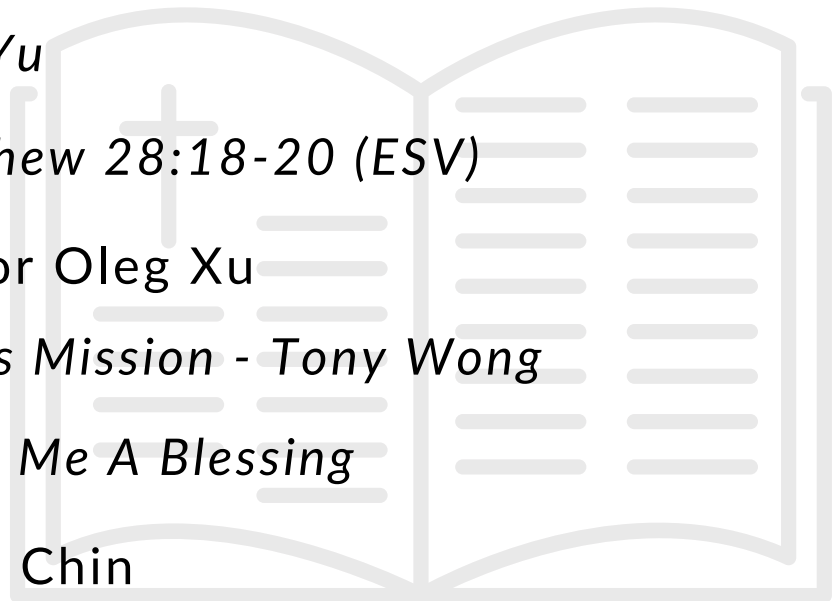 Yu
hew 28:18-20 (ESV)
or Oleg Xu
s Mission - Tony Wong
Me A Blessing
Chin